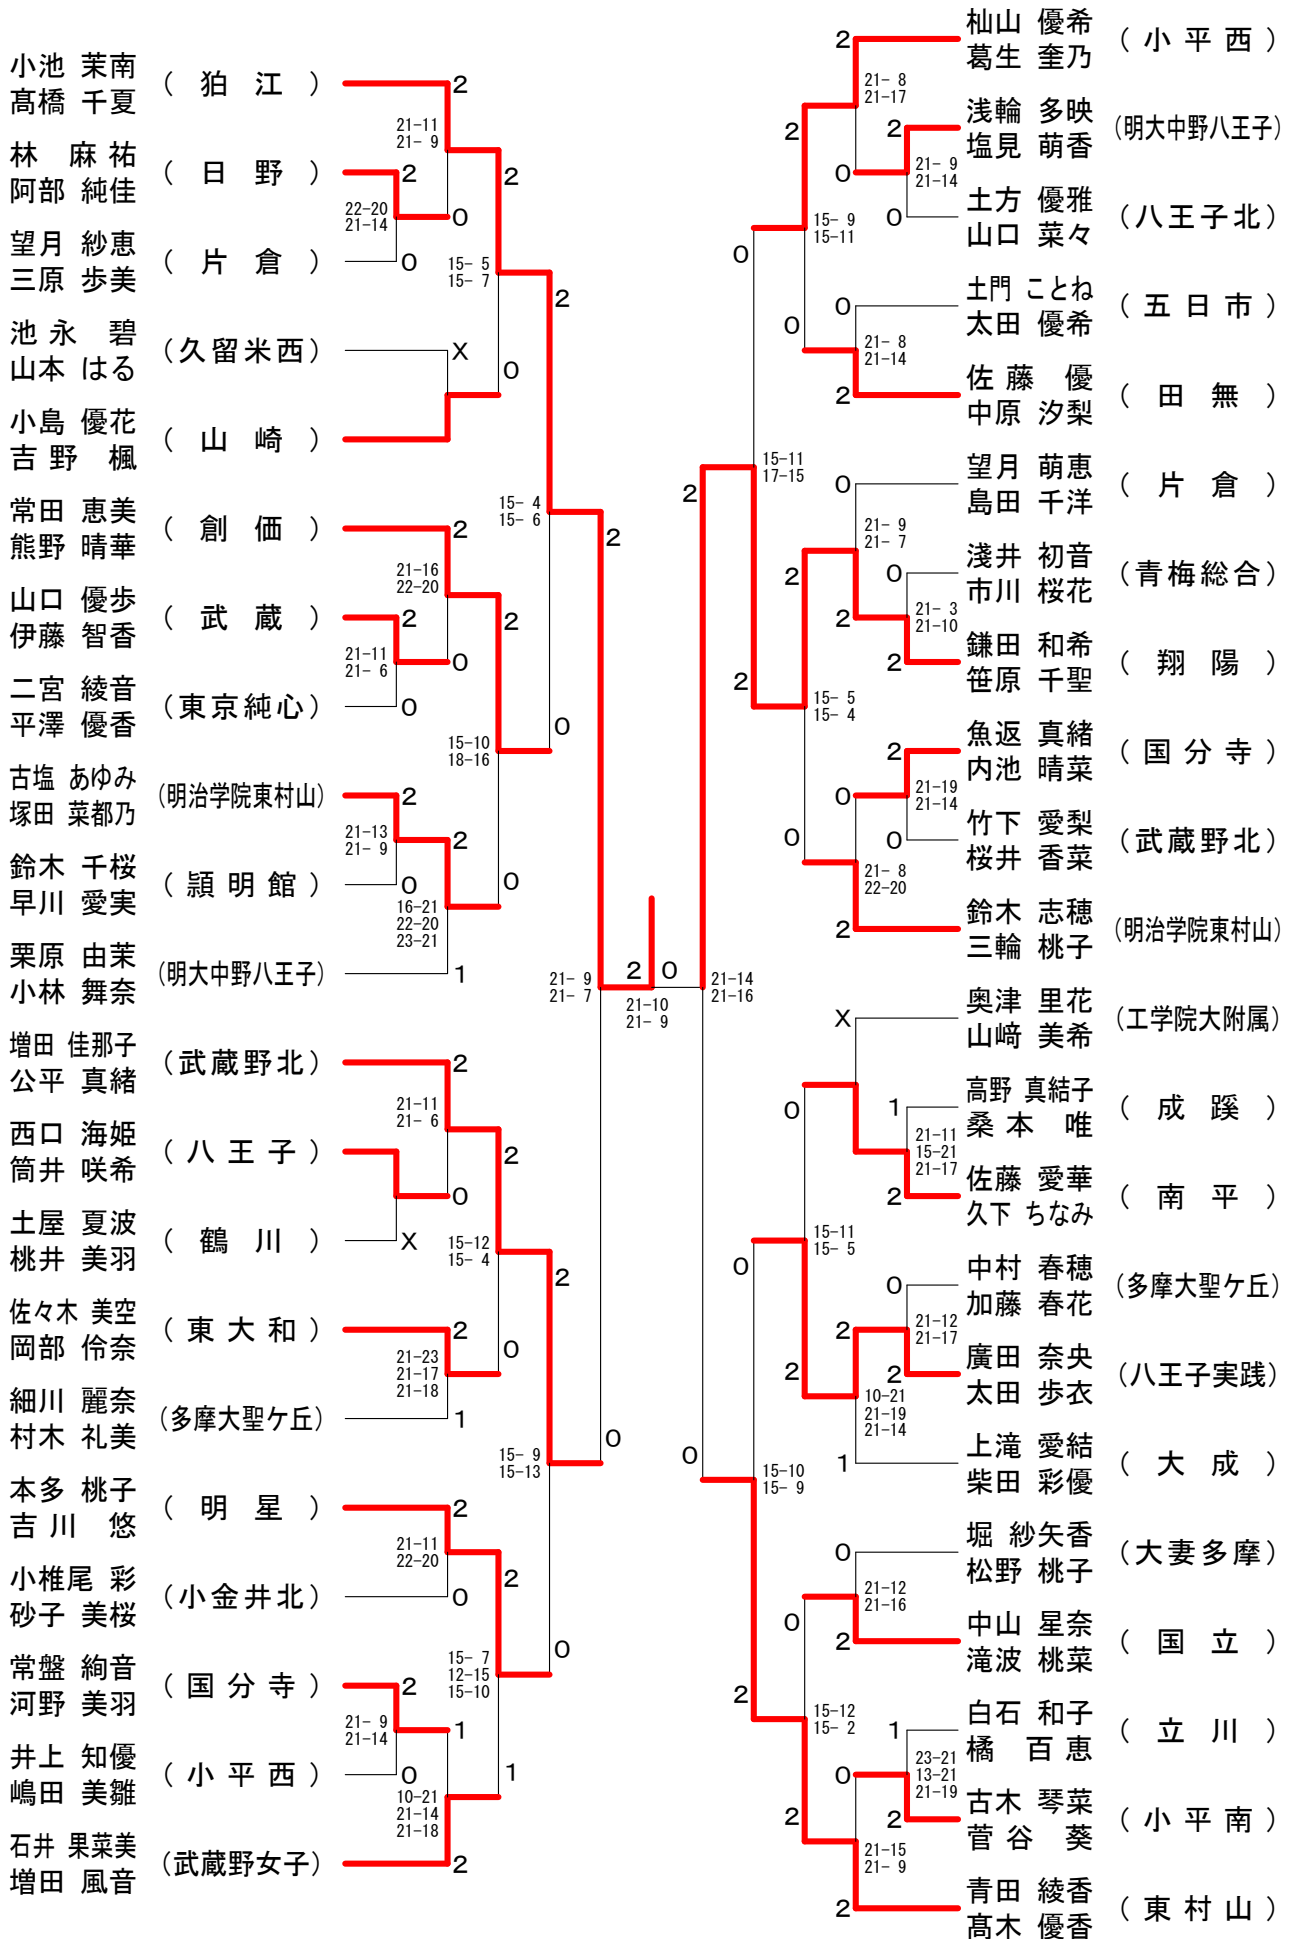 小池 茉南
髙橋 千夏
（ 狛 江 ）
2
21-11
21- 9
林 麻祐
阿部 純佳
（ 日 野 ）
2
2
22-20
21-14
0
望月 紗恵
三原 歩美
（ 片 倉 ）
0
15- 5
15- 7
2
池永 碧
山本 はる
（久留米西）
X
0
小島 優花
吉野 楓
（ 山 崎 ）
15- 4
15- 6
常田 恵美
熊野 晴華
（ 創 価 ）
2
2
21-16
22-20
山口 優歩
伊藤 智香
（ 武 蔵 ）
2
2
21-11
21- 6
0
二宮 綾音
平澤 優香
（東京純心）
0
0
15-10
18-16
古塩 あゆみ
塚田 菜都乃
（明治学院東村山）
2
21-13
21- 9
2
鈴木 千桜
早川 愛実
（頴明館）
0
0
16-21
22-20
23-21
栗原 由茉
小林 舞奈
（明大中野八王子）
1
21- 9
21- 7
2
0
21-10
21- 9
増田 佳那子
公平 真緒
（武蔵野北）
2
21-11
21- 6
西口 海姫
筒井 咲希
（八王子）
2
0
土屋 夏波
桃井 美羽
（ 鶴 川 ）
X
15-12
15- 4
2
佐々木 美空
岡部 伶奈
（東大和）
2
0
21-23
21-17
21-18
細川 麗奈
村木 礼美
（多摩大聖ケ丘）
1
0
15- 9
15-13
本多 桃子
吉川 悠
（ 明 星 ）
2
21-11
22-20
2
小椎尾 彩
砂子 美桜
（小金井北）
0
0
15- 7
12-15
15-10
常盤 絢音
河野 美羽
（国分寺）
2
21- 9
21-14
1
井上 知優
嶋田 美雛
（小平西）
0
1
10-21
21-14
21-18
石井 果菜美
増田 風音
（武蔵野女子）
2
2
杣山 優希
葛生 奎乃
（小平西）
21- 8
21-17
2
2
浅輪 多映
塩見 萌香
（明大中野八王子）
0
21- 9
21-14
土方 優雅
山口 菜々
（八王子北）
0
15- 9
15-11
0
0
土門 ことね
太田 優希
（五日市）
0
21- 8
21-14
2
佐藤 優
中原 汐梨
（ 田 無 ）
15-11
17-15
2
0
望月 萌恵
島田 千洋
（ 片 倉 ）
21- 9
21- 7
2
0
淺井 初音
市川 桜花
（青梅総合）
2
21- 3
21-10
2
鎌田 和希
笹原 千聖
（ 翔 陽 ）
2
15- 5
15- 4
2
魚返 真緒
内池 晴菜
（国分寺）
0
21-19
21-14
0
0
竹下 愛梨
桜井 香菜
（武蔵野北）
21- 8
22-20
2
鈴木 志穂
三輪 桃子
（明治学院東村山）
21-14
21-16
X
奥津 里花
山﨑 美希
（工学院大附属）
0
1
高野 真結子
桑本 唯
（ 成 蹊 ）
21-11
15-21
21-17
2
佐藤 愛華
久下 ちなみ
（ 南 平 ）
15-11
15- 5
0
0
中村 春穂
加藤 春花
（多摩大聖ケ丘）
2
21-12
21-17
2
2
廣田 奈央
太田 歩衣
（八王子実践）
10-21
21-19
21-14
0
1
上滝 愛結
柴田 彩優
（ 大 成 ）
15-10
15- 9
0
堀 紗矢香
松野 桃子
（大妻多摩）
21-12
21-16
0
2
中山 星奈
滝波 桃菜
（ 国 立 ）
2
15-12
15- 2
1
白石 和子
橘 百恵
（ 立 川 ）
0
23-21
13-21
21-19
2
2
古木 琴菜
菅谷 葵
（小平南）
21-15
21- 9
2
青田 綾香
髙木 優香
（東村山）